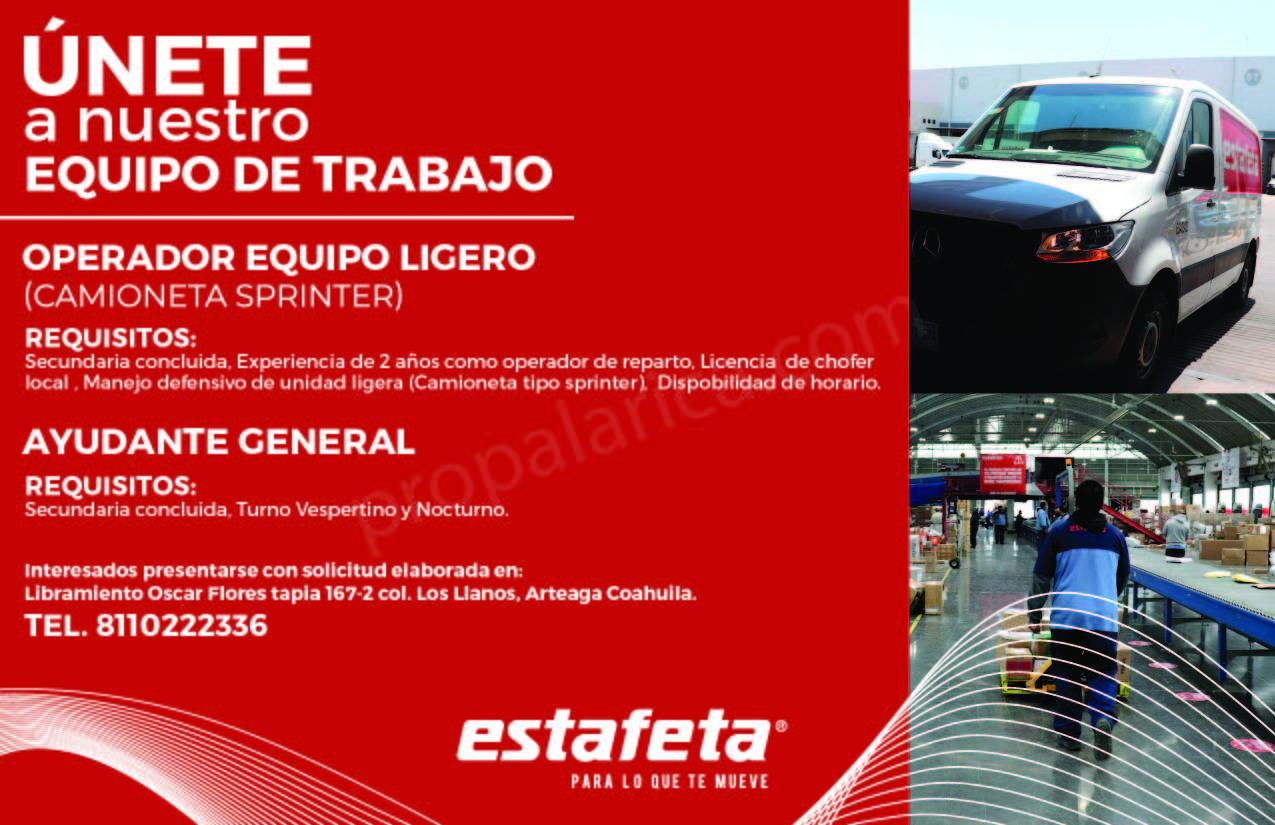 ÚNETE
a nuestro
EQUIPO DE TRABAJO
OPERADOR EQUIPO LIGERO
(CAMIONETA SPRINTER)
REQUISITOS:
Secundaria concluida, Experiencia de 2 años como operador de reparto, Licencia de chofer
local , Manejo defensivo de unidad ligera (Camioneta tipo sprinter), Dispobilidad de horario.
AYUDANTE GENERAL
REQUISITOS:
Secundaria concluida, Turno Vespertino y Nocturno.
Interesados presentarse con solicitud elaborada en:
Libramiento Oscar Flores tapia 167-2 col. Los Llanos, Arteaga Coahuila.
TEL. 8110222336
estafeta®
PARA LO QUE TE MUEVE
propalarica.com
estafeta